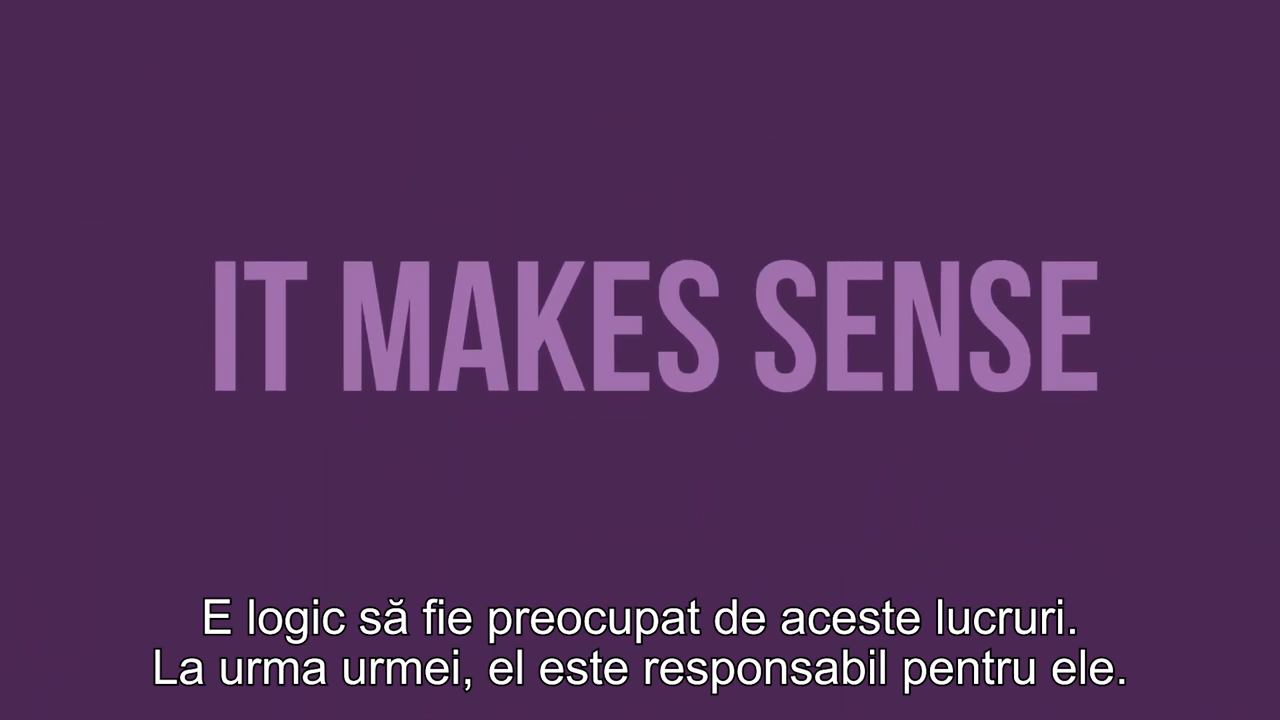 IT MAKES SENSE
E logic să fie preocupat de aceste lucruri.
La urma urmei, el este responsabil pentru ele.